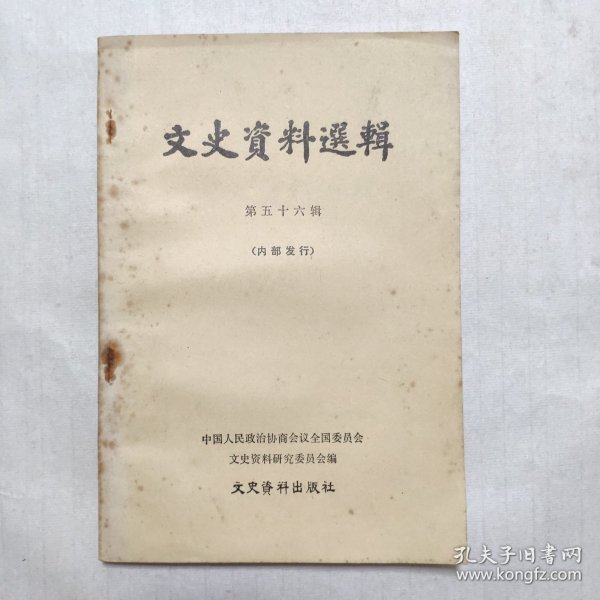 文史資料選輯
第五十六辑
（内部发行）
中国人民政治协商会议全国委员会
文史资料研究委员会编
文史資料出版社
孔夫子旧书网
www.kongfz.com